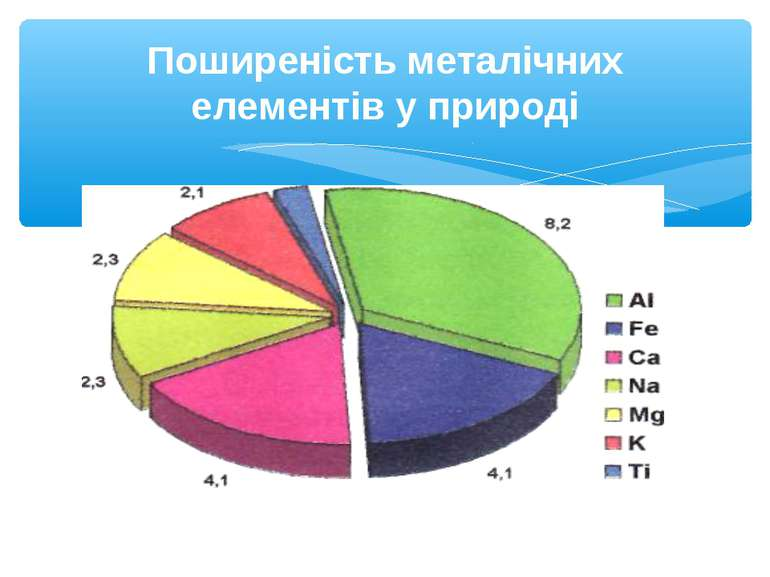 Поширеність металічних
елементів у природі
2,1
8,2
2,3
2,3
4,1
4,1
Al
Fe
Ca
Na
Mg
K
Ti